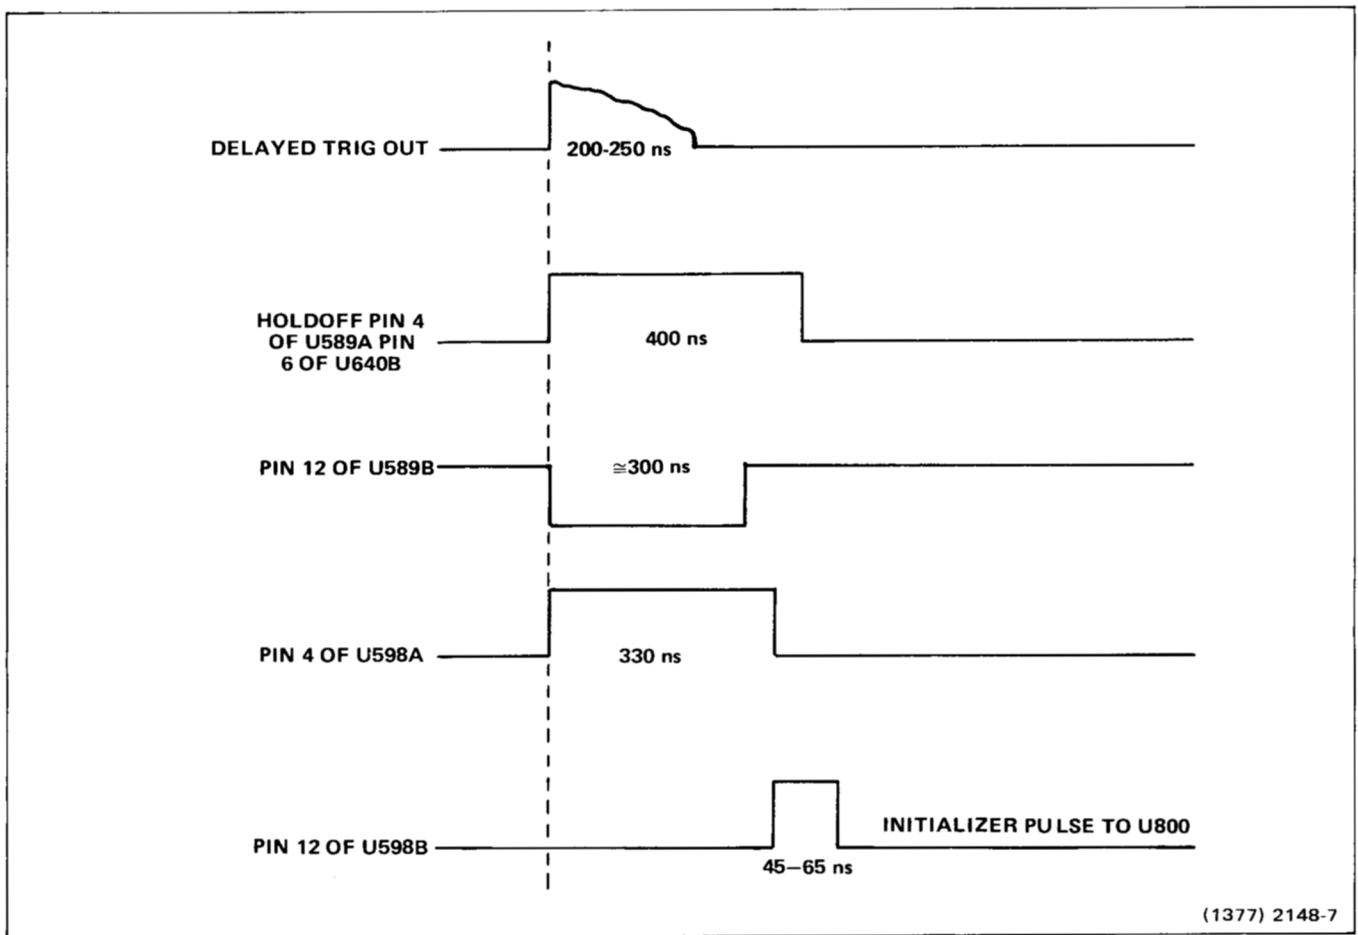 DELAYED TRIG OUT
200-250 ns
HOLDOFF PIN 4
OF U589A PIN
6 OF U640B
400 ns
PIN 12 OF U589B
≅300 ns
PIN 4 OF U598A
330 ns
PIN 12 OF U598B
INITIALIZER PULSE TO U800
45—65 ns
(1377) 2148-7